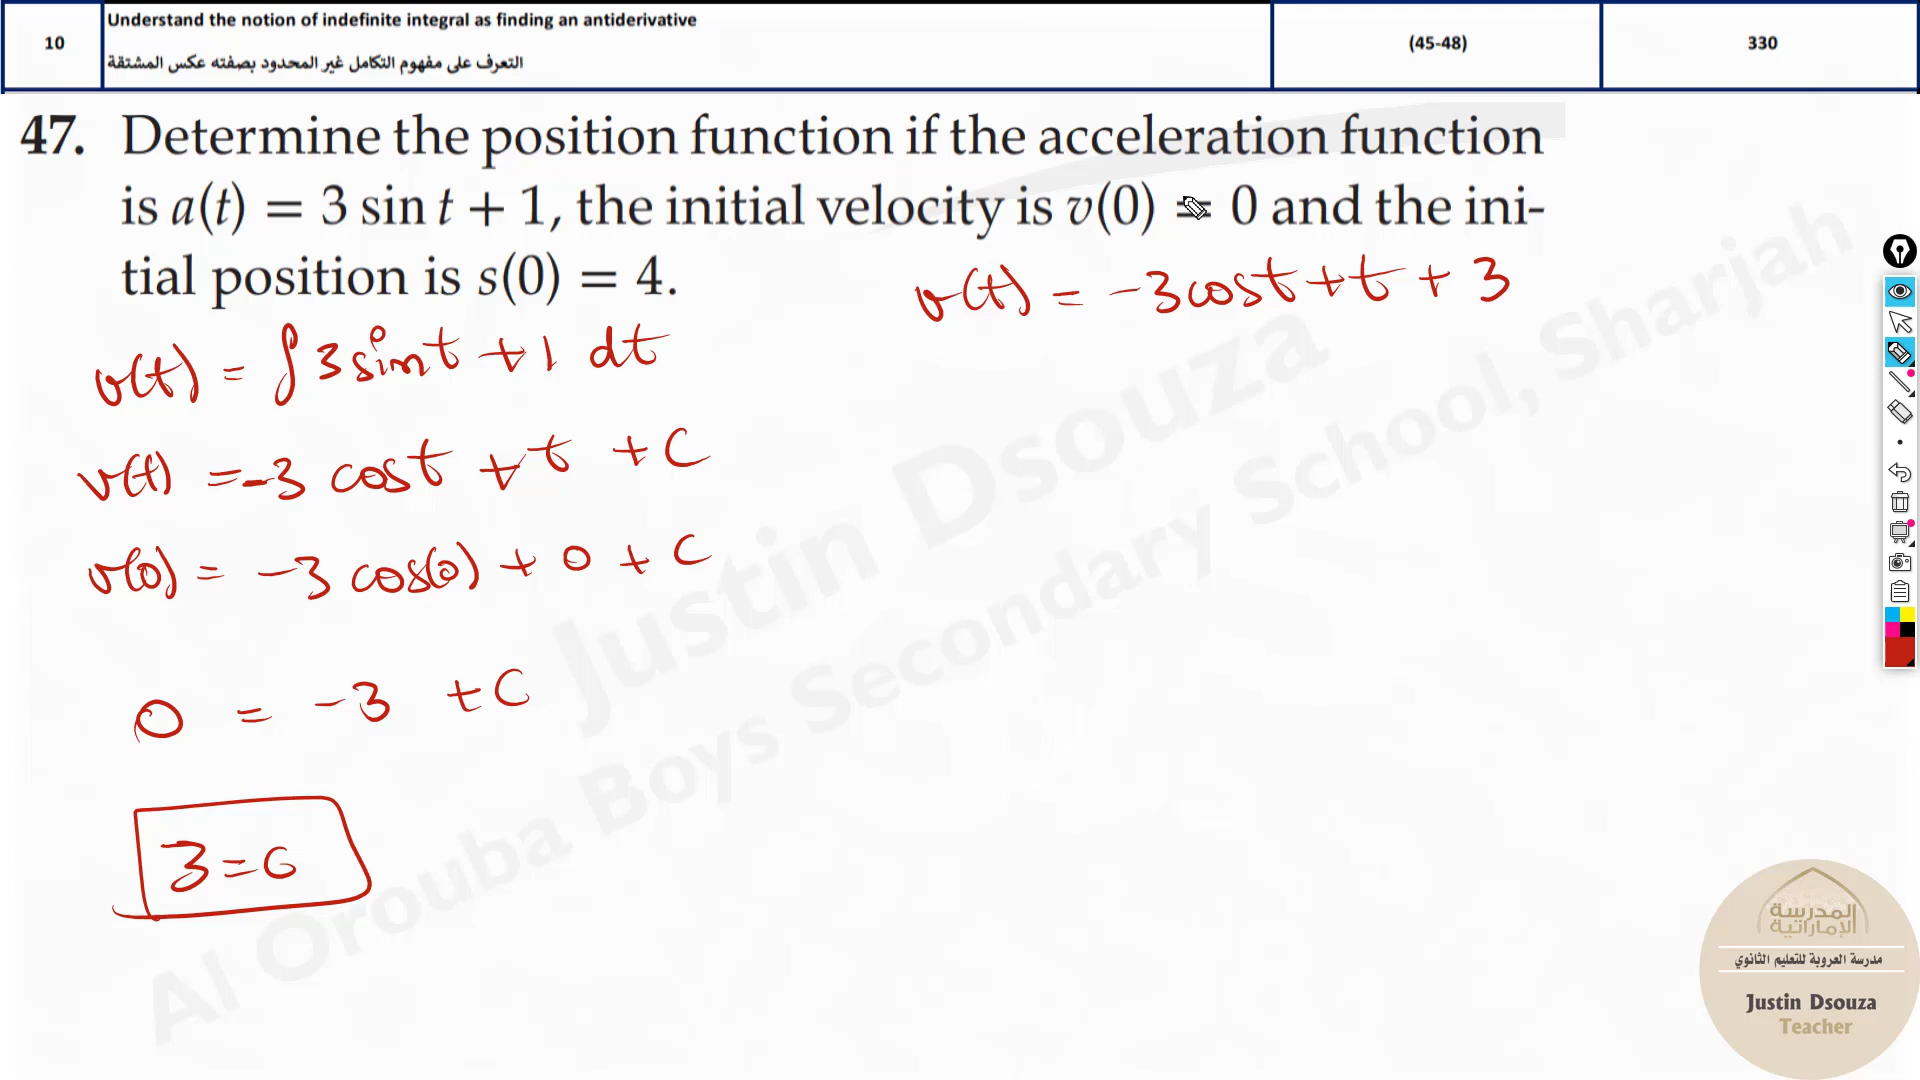 10
Understand the notion of indefinite integral as finding an antiderivative
التعرف على مفهوم التكامل غير المحدود بصفته عكس المشتقة
(45-48)
330
47. Determine the position function if the acceleration function
is a(t) = 3 sin t + 1, the initial velocity is v(0) = 0 and the ini-
tial position is s(0) = 4.
v(t) = ∫ 3 sin t + 1 dt
v(t) = -3 cos t + t + C
v(0) = -3 cos(0) + 0 + C
0 = -3 + C
3 = C
v(t) = -3 cos t + t + 3
Justin Dsouza
Al Orouba Boys Secondary School, Sharjah
المدرسة
الإماراتية
مدرسة العروبة للتعليم الثانوي
Justin Dsouza
Teacher